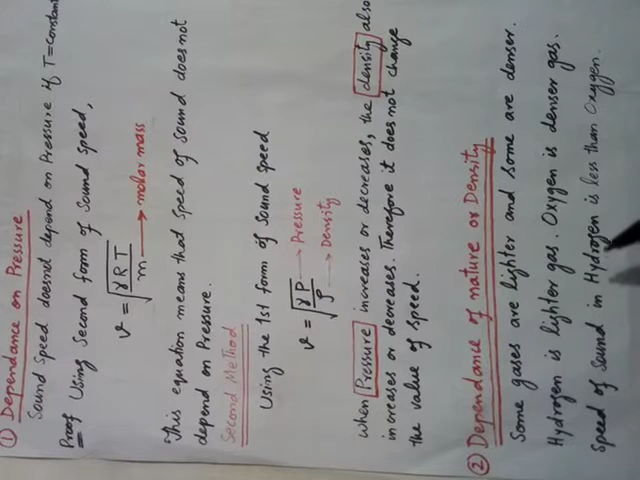 ① Dependance on Pressure
Sound speed doesnot depend on Pressure if T=constant
Proof Using Second form of Sound speed,
v = √(γRT/m) → molar mass
This equation means that speed of sound does not
depend on Pressure.
Second Method
Using the 1st form of sound speed
v = √(γP/ρ) → Pressure
→ Density
When Pressure increases or decreases, the density also
increases or decreases. Therefore it does not change
the value of speed.
② Dependance of nature or Density
Some gases are lighter and some are denser.
Hydrogen is lighter gas. Oxygen is denser gas.
Speed of Sound in Hydrogen is less than Oxygen.